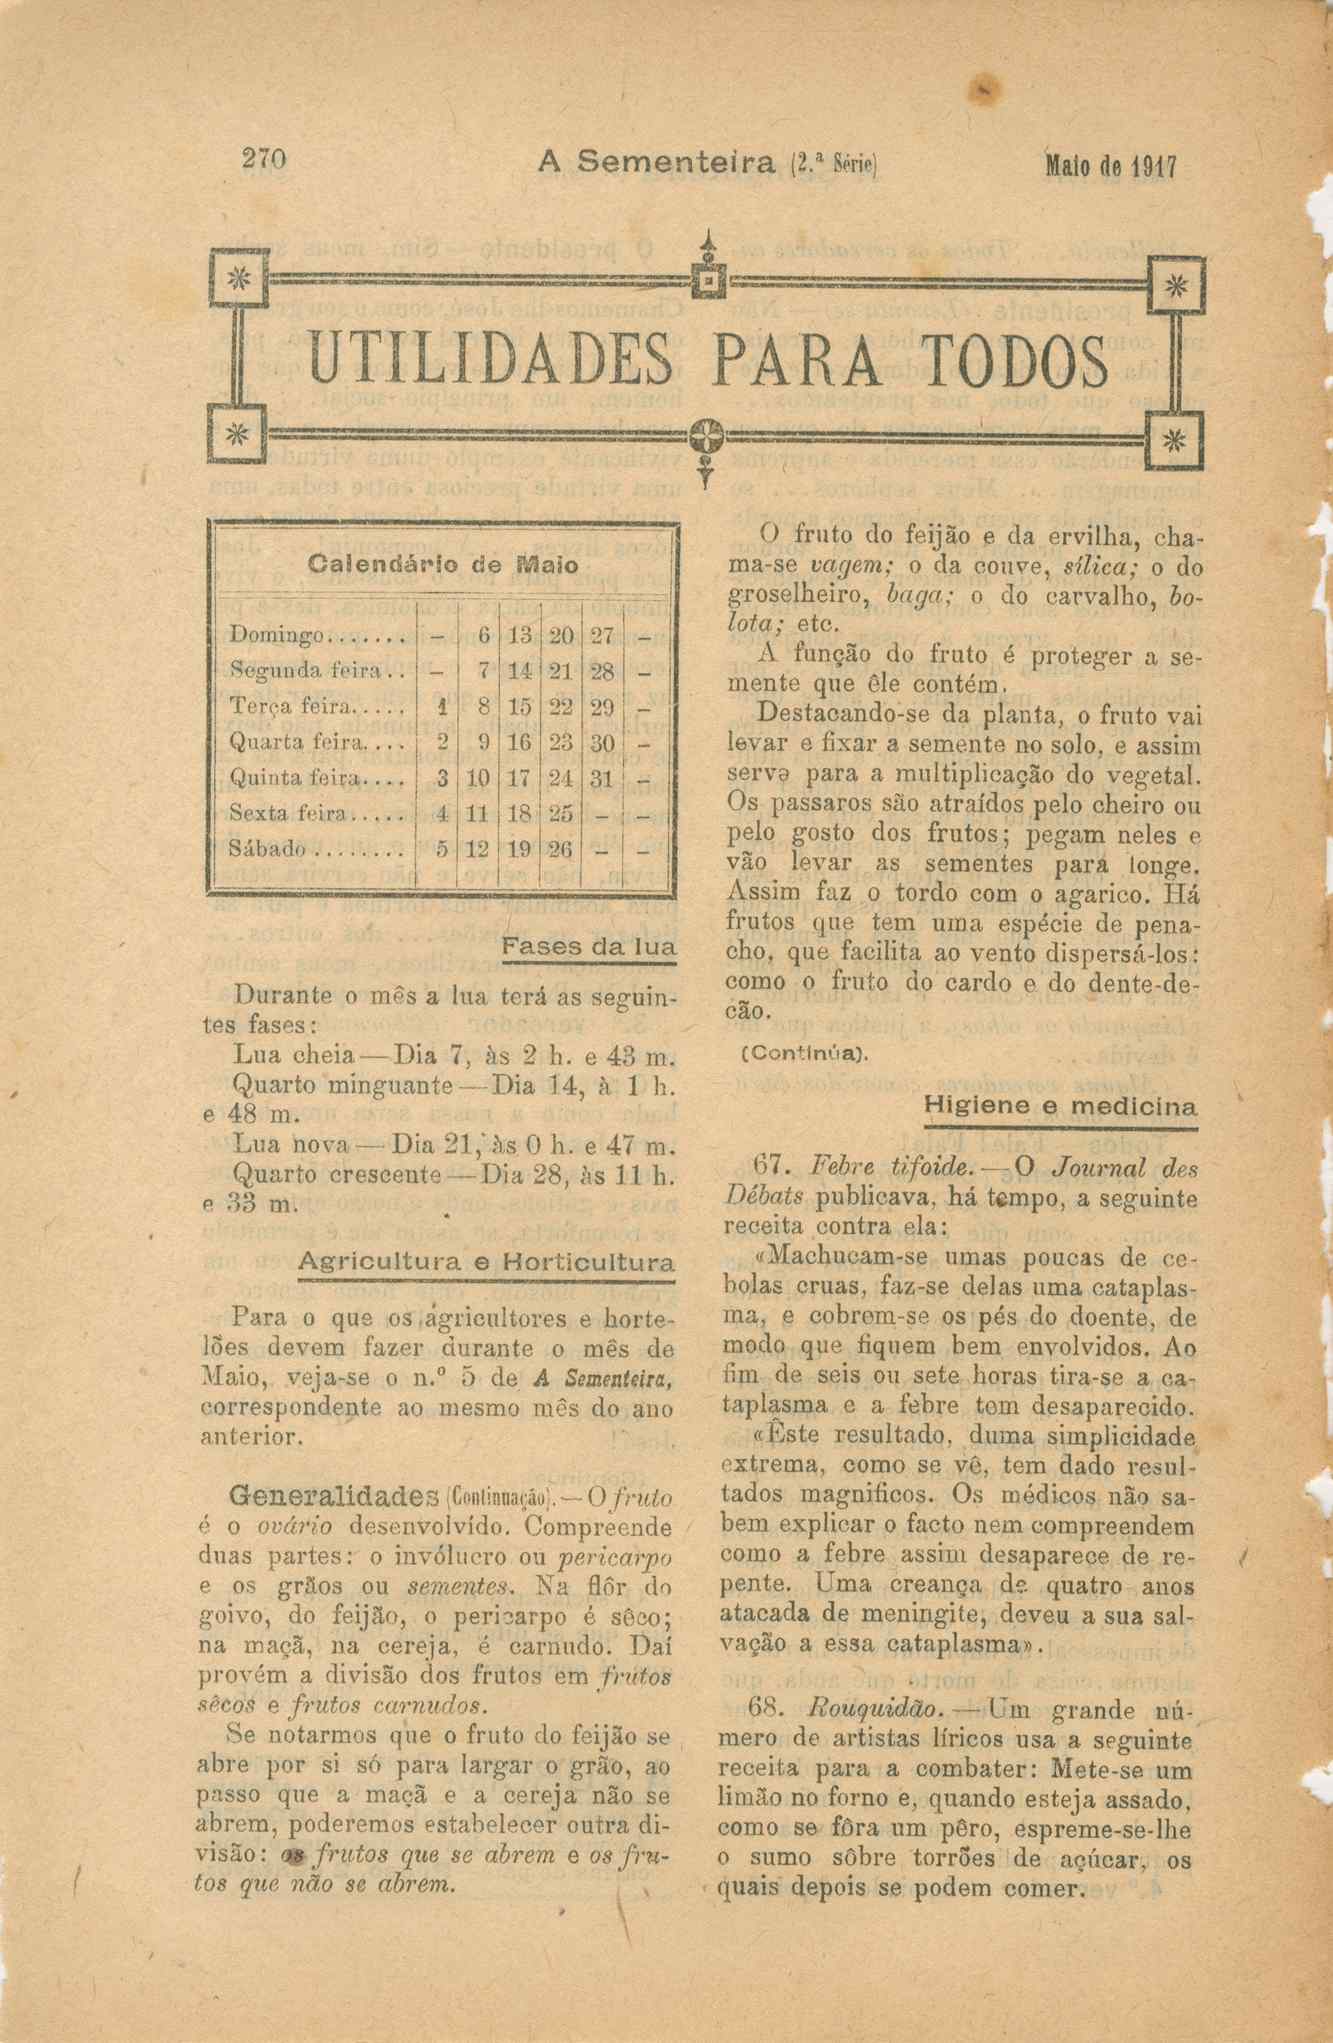 270
A Sementeira (2.ª Série)
Maio de 1917
UTILIDADES PARA TODOS
Calendário de Maio
Domingo....... – 6 13 20 27 –
Segunda feira.. – 7 14 21 28 –
Terça feira..... 1 8 15 22 29 –
Quarta feira.... 2 9 16 23 30 –
Quinta feira.... 3 10 17 24 31 –
Sexta feira..... 4 11 18 25 – –
Sábado........ 5 12 19 26 – –
Fases da lua
Durante o mês a lua terá as seguin-
tes fases:
Lua cheia—Dia 7, às 2 h. e 43 m.
Quarto minguante—Dia 14, à 1 h.
e 48 m.
Lua nova—Dia 21, às 0 h. e 47 m.
Quarto crescente—Dia 28, às 11 h.
e 33 m.
Agricultura e Horticultura
Para o que os agricultores e horte-
lões devem fazer durante o mês de
Maio, veja-se o n.º 5 de A Sementeira,
correspondente ao mesmo mês do ano
anterior.
Generalidades (Continuação).—O fruto
é o ovário desenvolvido. Compreende
duas partes: o invólucro ou pericarpo
e os grãos ou sementes. Na flôr do
goivo, do feijão, o pericarpo é sêco;
na maçã, na cereja, é carnudo. Daí
provém a divisão dos frutos em frutos
sêcos e frutos carnudos.
Se notarmos que o fruto do feijão se
abre por si só para largar o grão, ao
passo que a maçã e a cereja não se
abrem, poderemos estabelecer outra di-
visão: os frutos que se abrem e os fru-
tos que não se abrem.
O fruto do feijão e da ervilha, cha-
ma-se vagem; o da couve, sílica; o do
groselheiro, baga; o do carvalho, bo-
lota; etc.
A função do fruto é proteger a se-
mente que êle contém.
Destacando-se da planta, o fruto vai
levar e fixar a semente no solo, e assim
serve para a multiplicação do vegetal.
Os passaros são atraídos pelo cheiro ou
pelo gosto dos frutos; pegam neles e
vão levar as sementes para longe.
Assim faz o tordo com o agarico. Há
frutos que tem uma espécie de pena-
cho, que facilita ao vento dispersá-los:
como o fruto do cardo e do dente-de-
cão.
(Continúa).
Higiene e medicina
67. Febre tifoide.—O Journal des
Débats publicava, há tempo, a seguinte
receita contra ela:
«Machucam-se umas poucas de ce-
bolas cruas, faz-se delas uma cataplas-
ma, e cobrem-se os pés do doente, de
modo que fiquem bem envolvidos. Ao
fim de seis ou sete horas tira-se a ca-
taplasma e a febre tem desaparecido.
«Êste resultado, duma simplicidade
extrema, como se vê, tem dado resul-
tados magnificos. Os médicos não sa-
bem explicar o facto nem compreendem
como a febre assim desaparece de re-
pente. Uma creança de quatro anos
atacada de meningite, deveu a sua sal-
vação a essa cataplasma».
68. Rouquidão.—Um grande nú-
mero de artistas líricos usa a seguinte
receita para a combater: Mete-se um
limão no forno e, quando esteja assado,
como se fôra um pêro, espreme-se-lhe
o sumo sôbre torrões de açúcar, os
quais depois se podem comer.